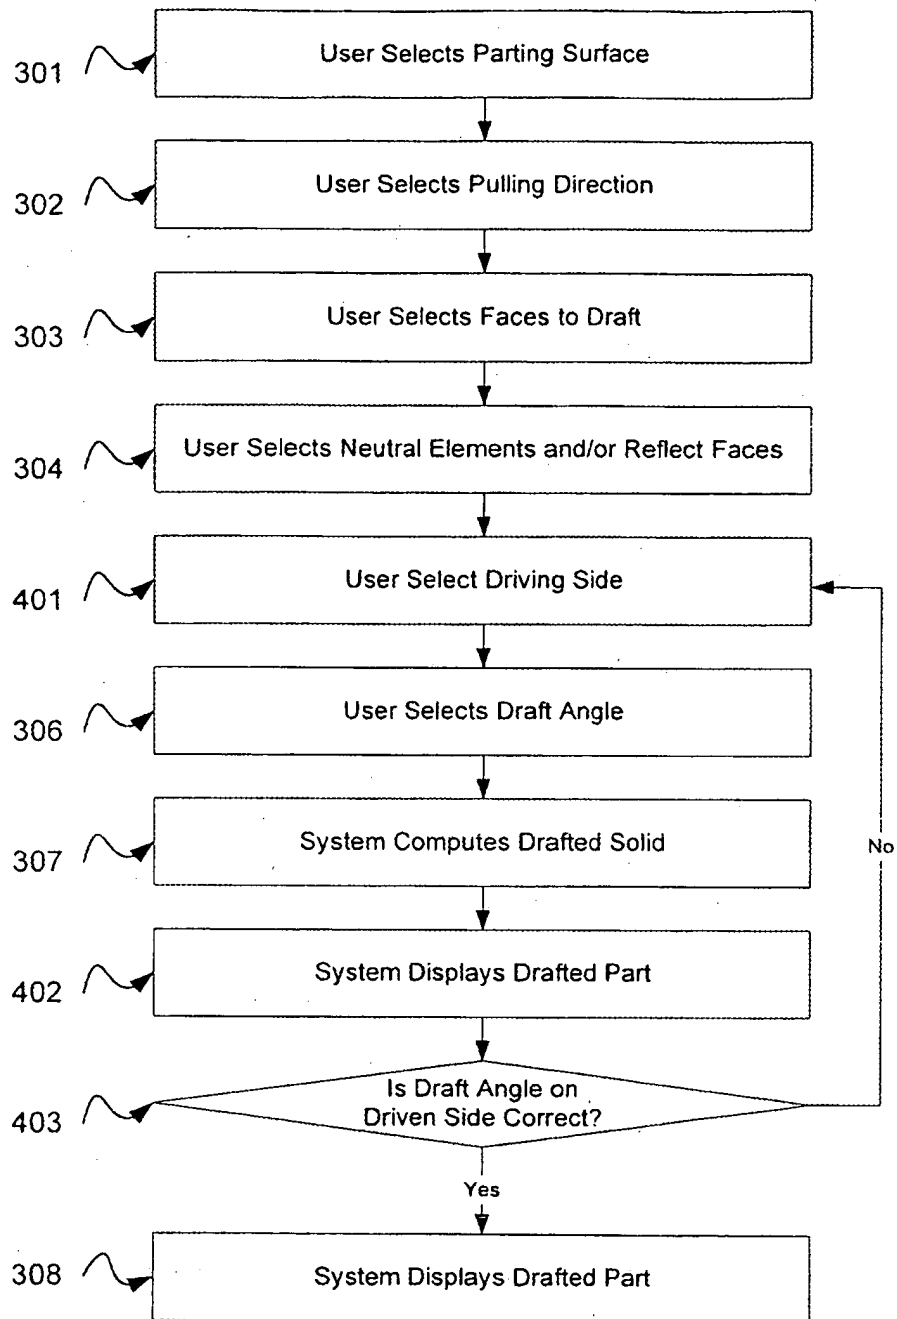 301
User Selects Parting Surface
302
User Selects Pulling Direction
303
User Selects Faces to Draft
304
User Selects Neutral Elements and/or Reflect Faces
401
User Select Driving Side
306
User Selects Draft Angle
307
System Computes Drafted Solid
No
402
System Displays Drafted Part
403
Is Draft Angle on
Driven Side Correct?
Yes
308
System Displays Drafted Part